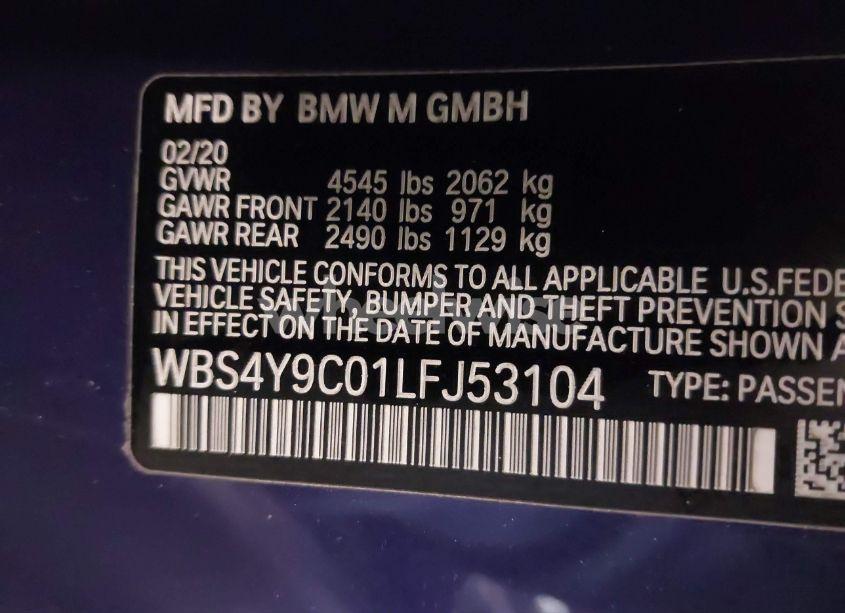 MFD BY BMW M GMBH
02/20
GVWR 4545 lbs 2062 kg
GAWR FRONT 2140 lbs 971 kg
GAWR REAR 2490 lbs 1129 kg
THIS VEHICLE CONFORMS TO ALL APPLICABLE U.S.FEDE
VEHICLE SAFETY, BUMPER AND THEFT PREVENTION S
IN EFFECT ON THE DATE OF MANUFACTURE SHOWN A
WBS4Y9C01LFJ53104 TYPE: PASSEN